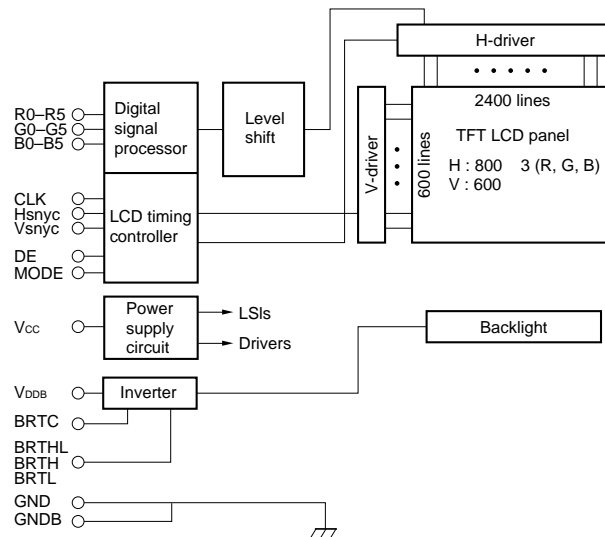 H-driver
R0–R5
G0–G5
B0–B5
Digital
signal
processor
Level
shift
V-driver
600 lines
2400 lines
TFT LCD panel
H : 800 3 (R, G, B)
V : 600
CLK
Hsnyc
Vsnyc
DE
MODE
LCD timing
controller
VCC
Power
supply
circuit
LSIs
Drivers
Backlight
VDDB
Inverter
BRTC
BRTHL
BRTH
BRTL
GND
GNDB